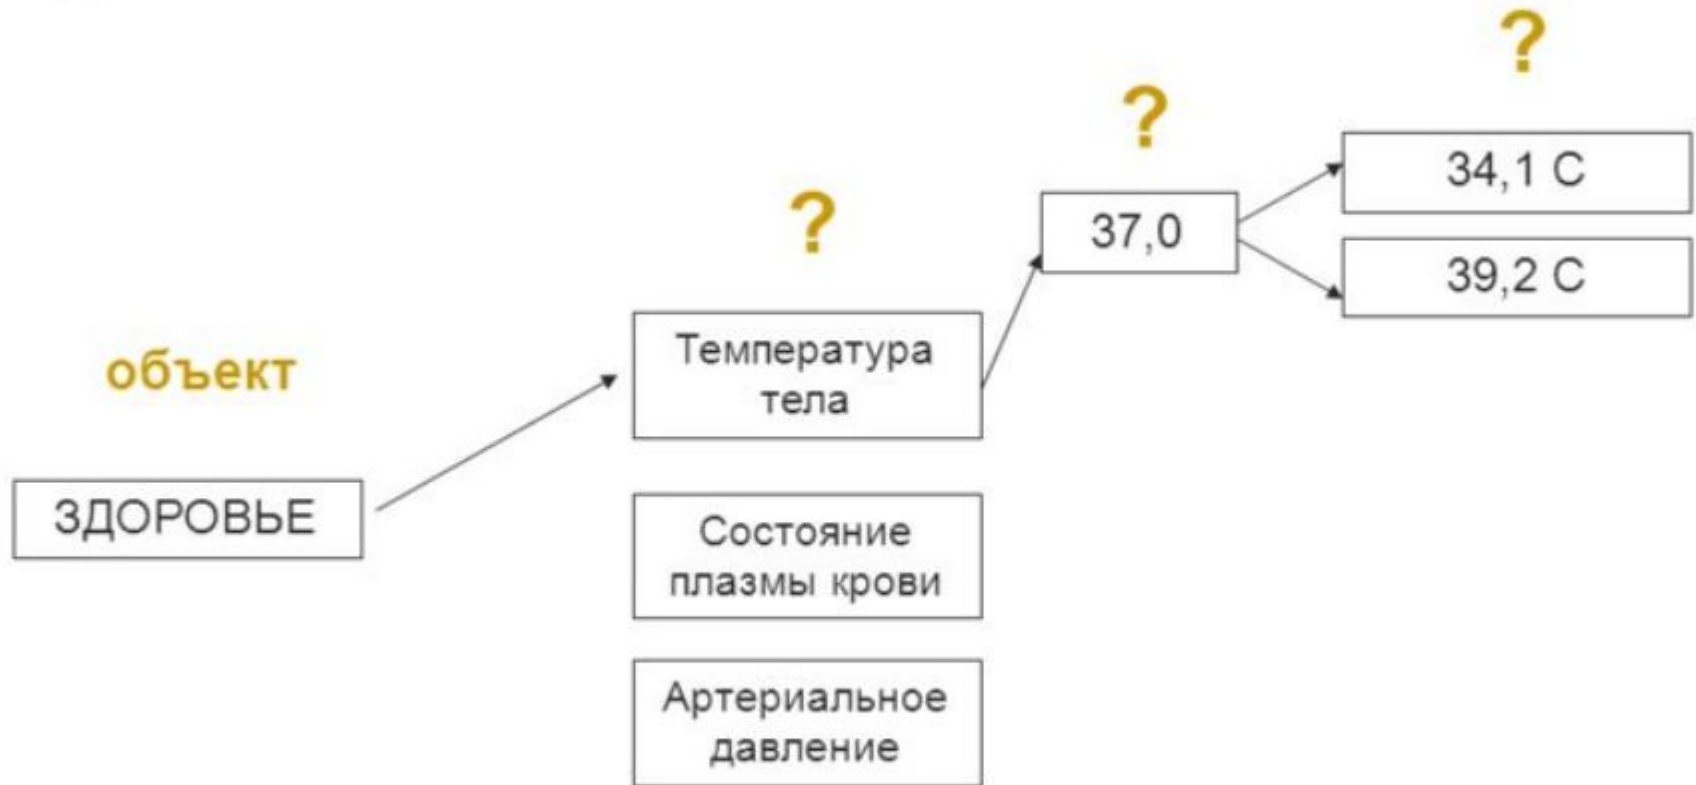 объект
ЗДОРОВЬЕ
?
Температура
тела
Состояние
плазмы крови
Артериальное
давление
?
37,0
?
34,1 С
39,2 С